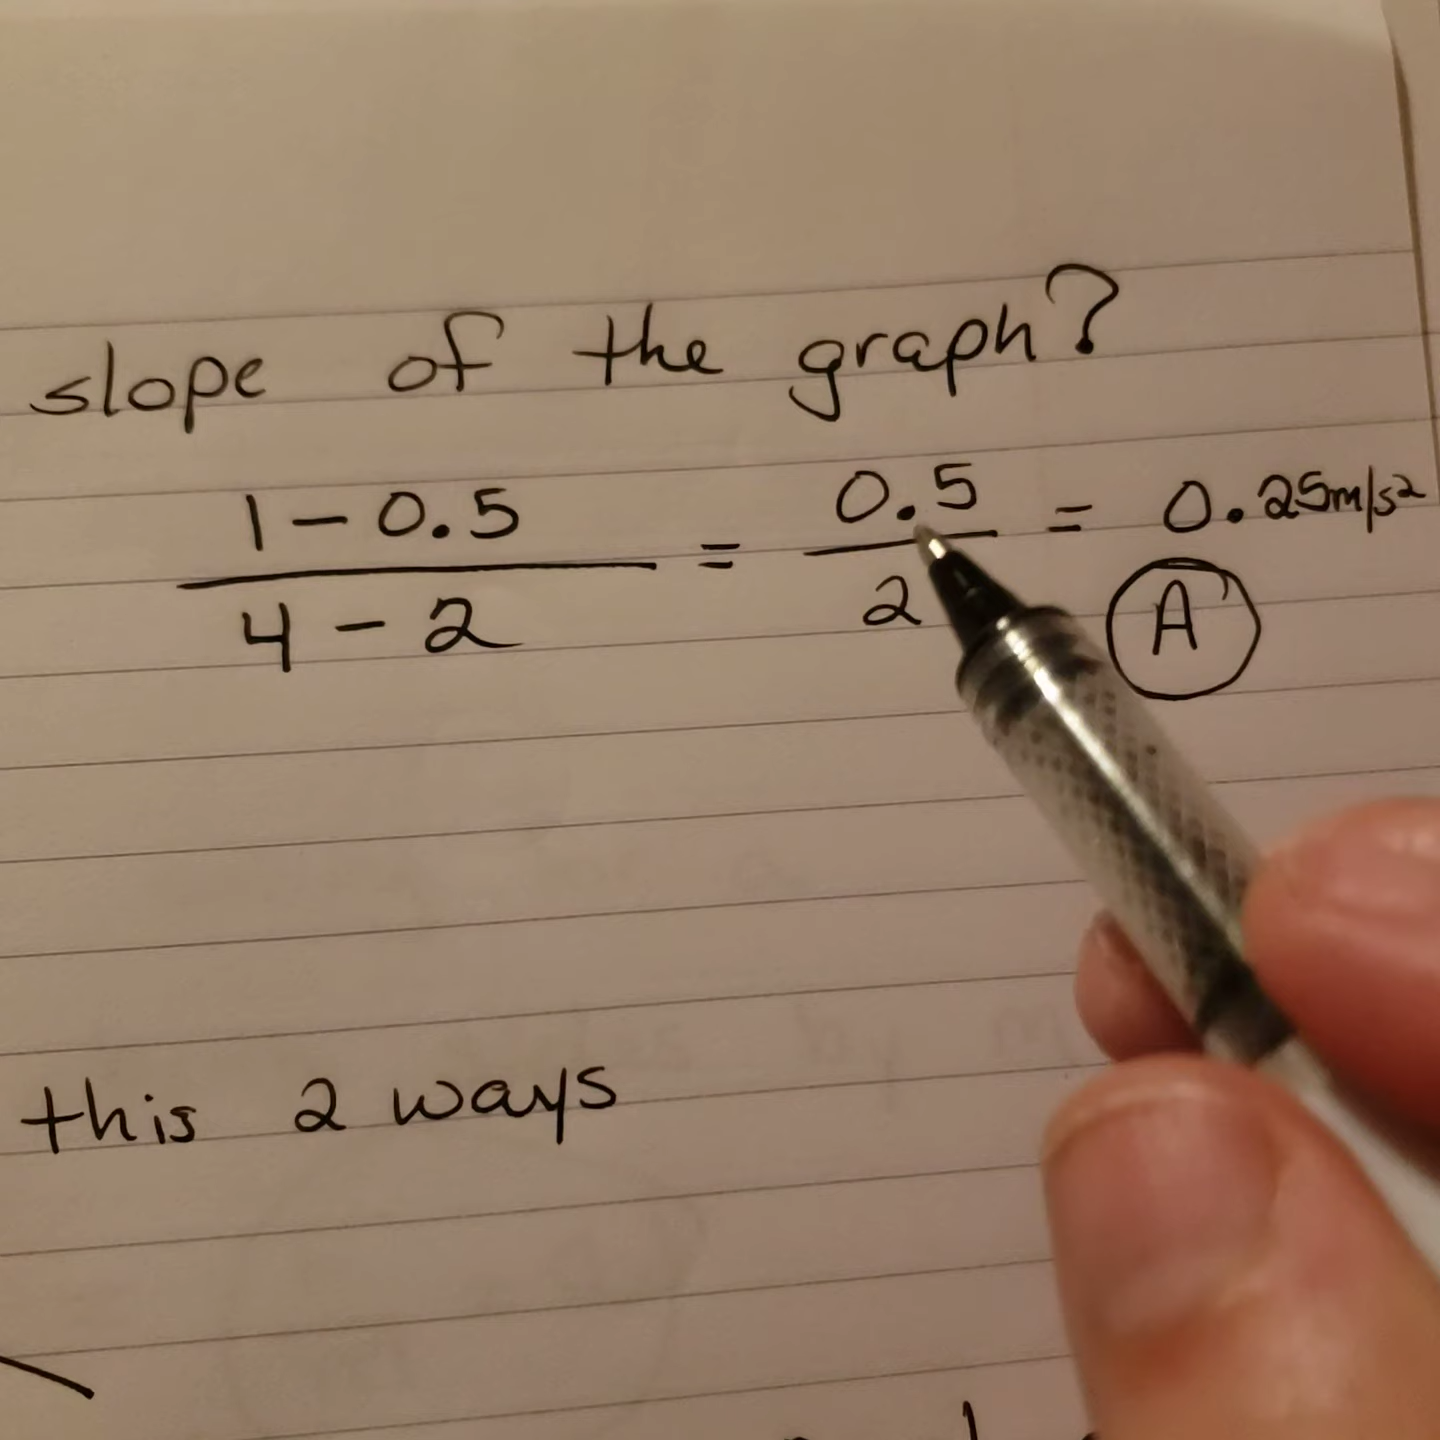 slope of the graph?
1 - 0.5 / 4 - 2 = 0.5 / 2 = 0.25m/s²
A
this 2 ways